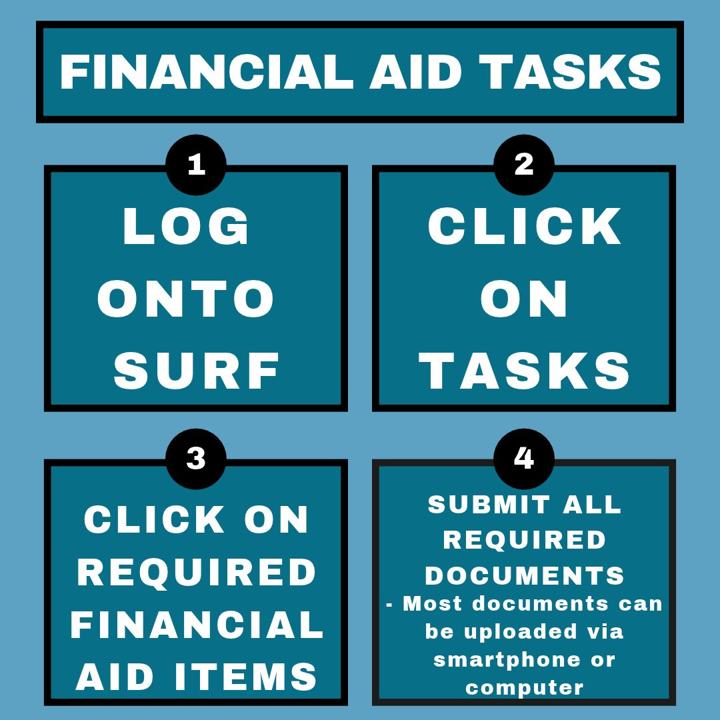 FINANCIAL AID TASKS
1
LOG
ONTO
SURF
2
CLICK
ON
TASKS
3
CLICK ON
REQUIRED
FINANCIAL
AID ITEMS
4
SUBMIT ALL
REQUIRED
DOCUMENTS
- Most documents can
be uploaded via
smartphone or
computer